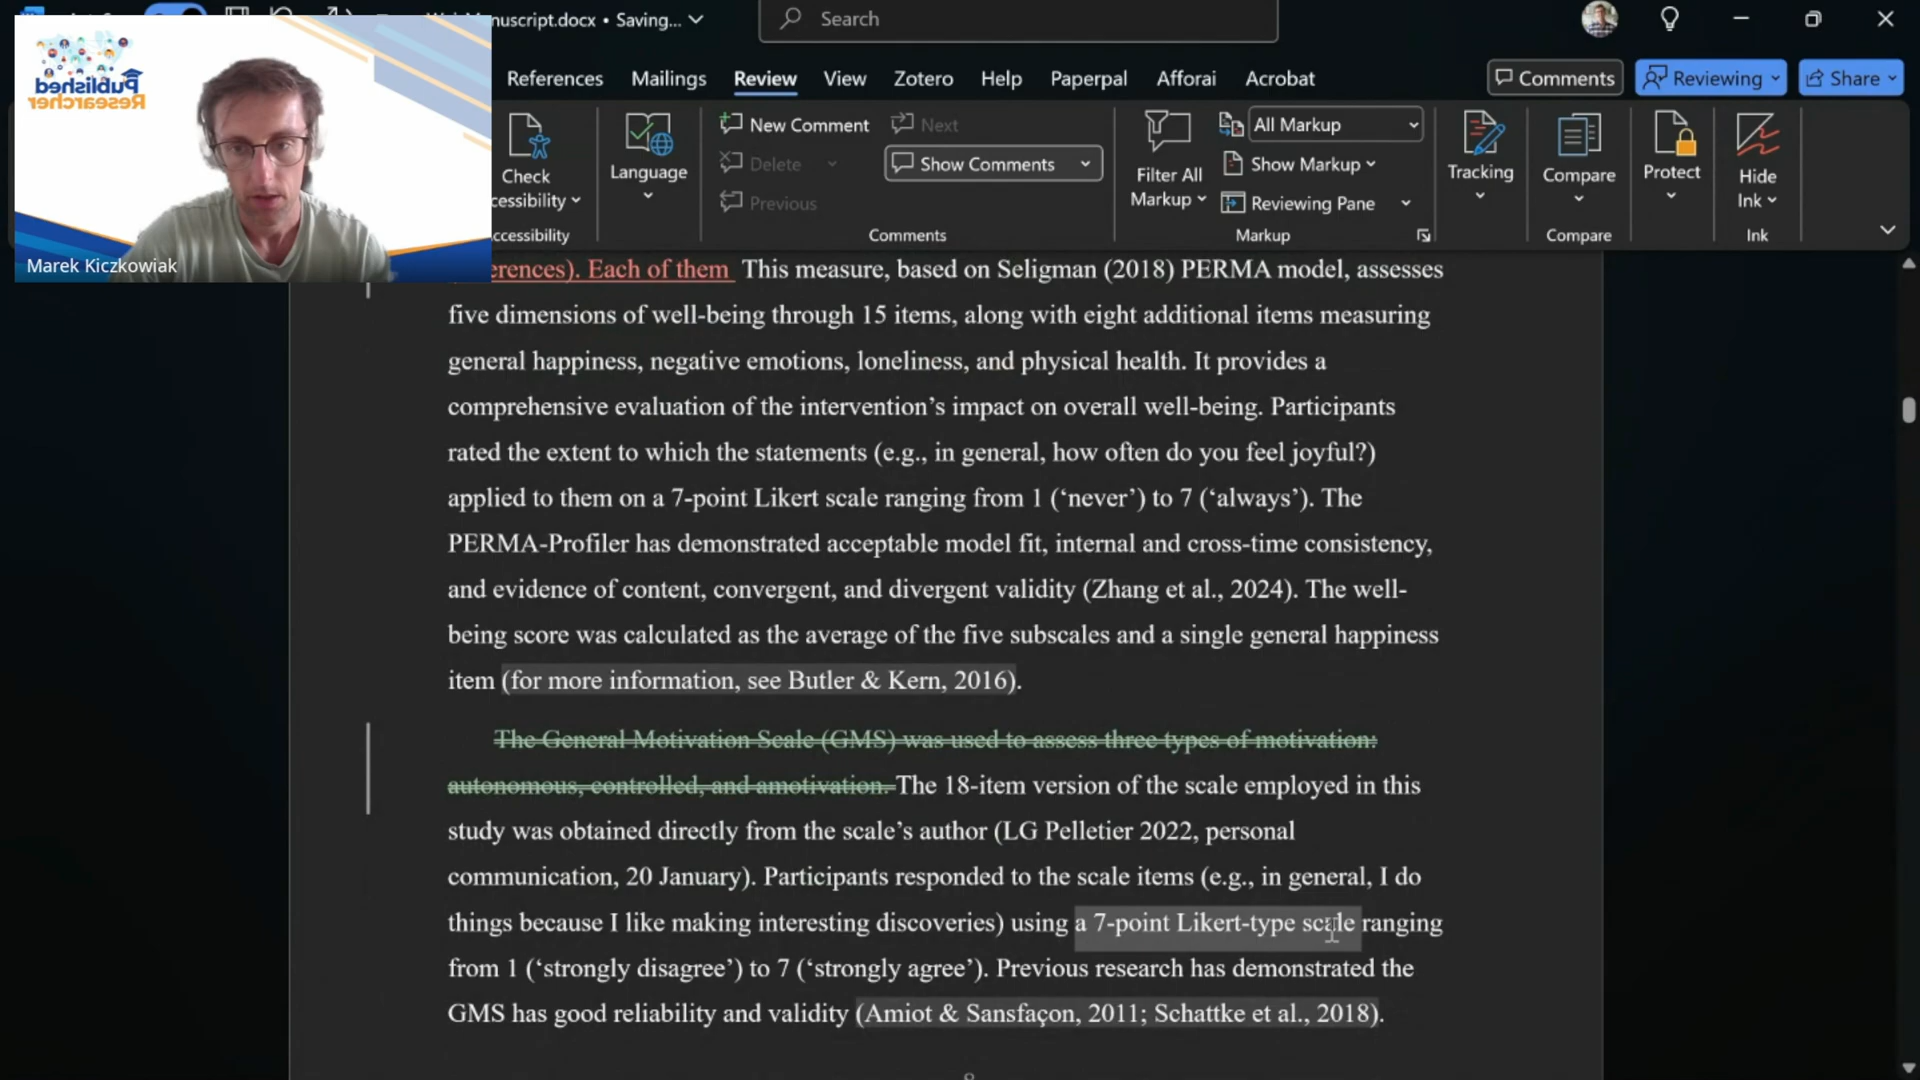 nuscript.docx • Saving...
Search
References Mailings Review View Zotero Help Paperpal Afforai Acrobat
Comments Reviewing Share
Published
Researcher
Marek Kiczkowiak
Check
cessibility
ccessibility
Language
New Comment Next
Delete Show Comments
Previous
Comments
Filter All
Markup
All Markup
Show Markup
Reviewing Pane
Markup
Tracking
Compare
Compare
Protect
Hide
Ink
Ink
erences). Each of them This measure, based on Seligman (2018) PERMA model, assesses
five dimensions of well-being through 15 items, along with eight additional items measuring
general happiness, negative emotions, loneliness, and physical health. It provides a
comprehensive evaluation of the intervention’s impact on overall well-being. Participants
rated the extent to which the statements (e.g., in general, how often do you feel joyful?)
applied to them on a 7-point Likert scale ranging from 1 (‘never’) to 7 (‘always’). The
PERMA-Profiler has demonstrated acceptable model fit, internal and cross-time consistency,
and evidence of content, convergent, and divergent validity (Zhang et al., 2024). The well-
being score was calculated as the average of the five subscales and a single general happiness
item (for more information, see Butler & Kern, 2016).
The General Motivation Scale (GMS) was used to assess three types of motivation:
autonomous, controlled, and amotivation. The 18-item version of the scale employed in this
study was obtained directly from the scale’s author (LG Pelletier 2022, personal
communication, 20 January). Participants responded to the scale items (e.g., in general, I do
things because I like making interesting discoveries) using a 7-point Likert-type scale ranging
from 1 (‘strongly disagree’) to 7 (‘strongly agree’). Previous research has demonstrated the
GMS has good reliability and validity (Amiot & Sansfaçon, 2011; Schattke et al., 2018).